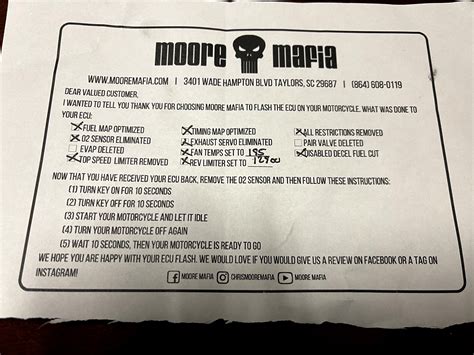 MOORE MAFIA
WWW.MOOREMAFIA.COM | 3401 WADE HAMPTON BLVD TAYLORS, SC 29687 | (864) 608-0119
DEAR VALUED CUSTOMER,
I WANTED TO TELL YOU THANK YOU FOR CHOOSING MOORE MAFIA TO FLASH THE ECU ON YOUR MOTORCYCLE. WHAT WAS DONE TO
YOUR ECU:
FUEL MAP OPTIMIZED TIMING MAP OPTIMIZED ALL RESTRICTIONS REMOVED
O2 SENSOR ELIMINATED EXHAUST SERVO ELIMINATED PAIR VALVE DELETED
EVAP DELETED FAN TEMPS SET TO 195 DISABLED DECEL FUEL CUT
TOP SPEED LIMITER REMOVED REV LIMITER SET TO 12900
NOW THAT YOU HAVE RECEIVED YOUR ECU BACK, REMOVE THE O2 SENSOR AND THEN FOLLOW THESE INSTRUCTIONS:
(1) TURN KEY ON FOR 10 SECONDS
(2) TURN KEY OFF FOR 10 SECONDS
(3) START YOUR MOTORCYCLE AND LET IT IDLE
(4) TURN YOUR MOTORCYCLE OFF AGAIN
(5) WAIT 10 SECONDS, THEN YOUR MOTORCYCLE IS READY TO GO
WE HOPE YOU ARE HAPPY WITH YOUR ECU FLASH. WE WOULD LOVE IF YOU WOULD GIVE US A REVIEW ON FACEBOOK OR A TAG ON
INSTAGRAM!
MOORE MAFIA CHRISMOOREMAFIA MOORE MAFIA